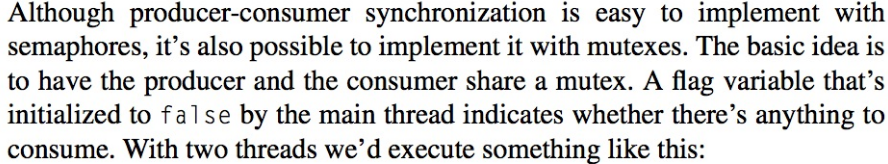 Although producer-consumer synchronization is easy to implement with
semaphores, it's also possible to implement it with mutexes. The basic idea is
to have the producer and the consumer share a mutex. A flag variable that's
initialized to false by the main thread indicates whether there's anything to
consume. With two threads we'd execute something like this: